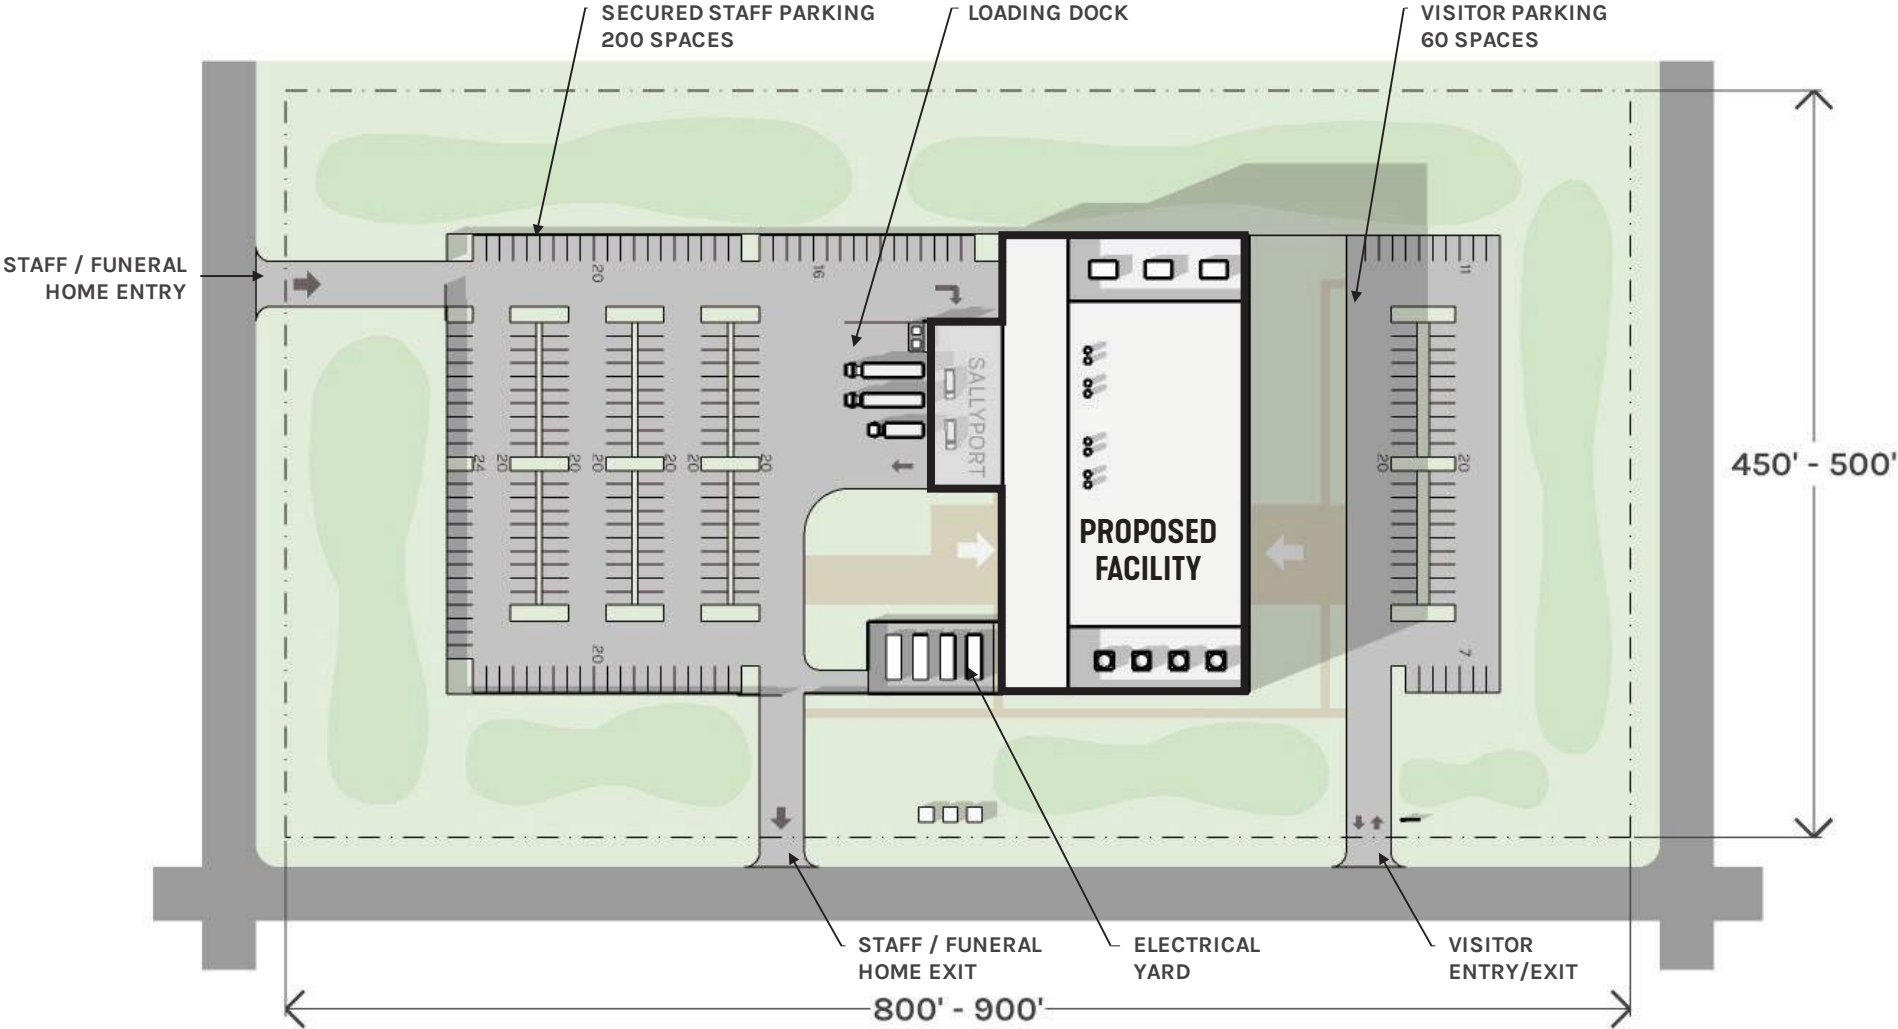 SECURED STAFF PARKING
200 SPACES
LOADING DOCK
VISITOR PARKING
60 SPACES
STAFF / FUNERAL
HOME ENTRY
20
16
11
SALLYPORT
24
20
20
20
20
20
20
20
20
450' - 500'
PROPOSED
FACILITY
20
7
STAFF / FUNERAL
HOME EXIT
ELECTRICAL
YARD
VISITOR
ENTRY/EXIT
800' - 900'